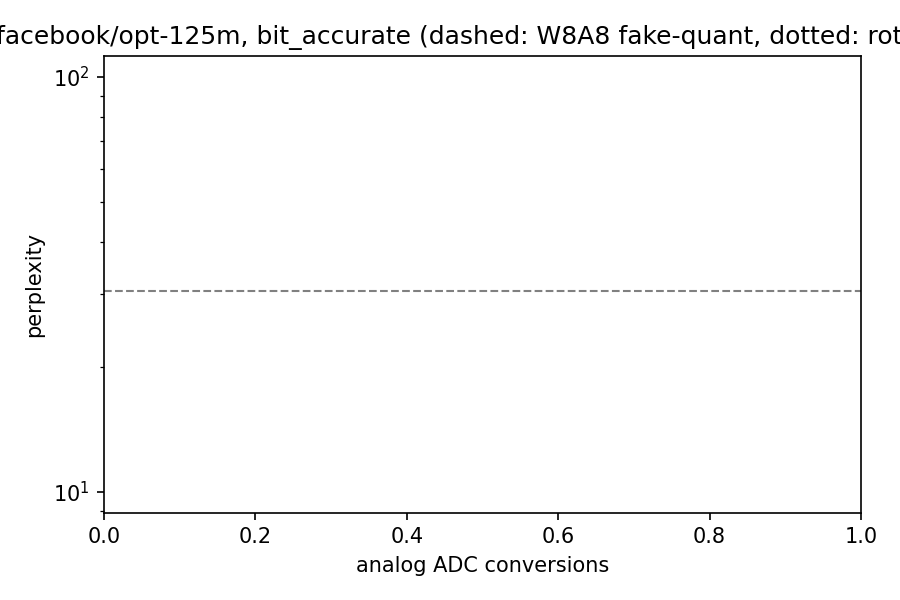 facebook/opt-125m, bit_accurate (dashed: W8A8 fake-quant, dotted: rot
10²
10¹
perplexity
0.0 0.2 0.4 0.6 0.8 1.0
analog ADC conversions